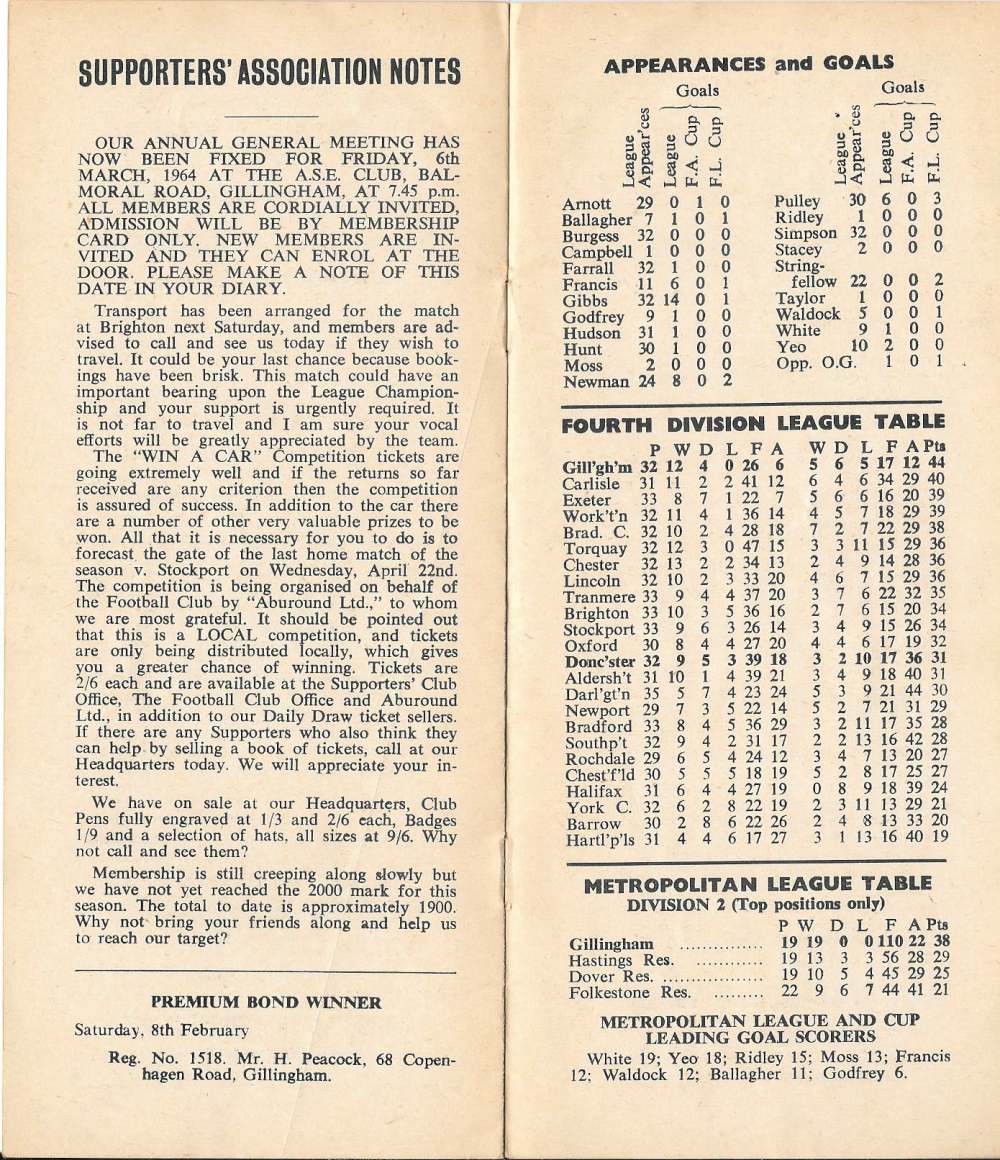 SUPPORTERS' ASSOCIATION NOTES
OUR ANNUAL GENERAL MEETING HAS
NOW BEEN FIXED FOR FRIDAY, 6th
MARCH, 1964 AT THE A.S.E. CLUB, BAL-
MORAL ROAD, GILLINGHAM, AT 7.45 p.m.
ALL MEMBERS ARE CORDIALLY INVITED,
ADMISSION WILL BE BY MEMBERSHIP
CARD ONLY. NEW MEMBERS ARE IN-
VITED AND THEY CAN ENROL AT THE
DOOR. PLEASE MAKE A NOTE OF THIS
DATE IN YOUR DIARY.
Transport has been arranged for the match
at Brighton next Saturday, and members are ad-
vised to call and see us today if they wish to
travel. It could be your last chance because book-
ings have been brisk. This match could have an
important bearing upon the League Champion-
ship and your support is urgently required. It
is not far to travel and I am sure your vocal
efforts will be greatly appreciated by the team.
The "WIN A CAR" Competition tickets are
going extremely well and if the returns so far
received are any criterion then the competition
is assured of success. In addition to the car there
are a number of other very valuable prizes to be
won. All that it is necessary for you to do is to
forecast the gate of the last home match of the
season v. Stockport on Wednesday, April 22nd.
The competition is being organised on behalf of
the Football Club by "Aburound Ltd.," to whom
we are most grateful. It should be pointed out
that this is a LOCAL competition, and tickets
are only being distributed locally, which gives
you a greater chance of winning. Tickets are
2/6 each and are available at the Supporters' Club
Office, The Football Club Office and Aburound
Ltd., in addition to our Daily Draw ticket sellers.
If there are any Supporters who also think they
can help by selling a book of tickets, call at our
Headquarters today. We will appreciate your in-
terest.
We have on sale at our Headquarters, Club
Pens fully engraved at 1/3 and 2/6 each, Badges
1/9 and a selection of hats, all sizes at 9/6. Why
not call and see them?
Membership is still creeping along slowly but
we have not yet reached the 2000 mark for this
season. The total to date is approximately 1900.
Why not bring your friends along and help us
to reach our target?
PREMIUM BOND WINNER
Saturday, 8th February
Reg. No. 1518. Mr. H. Peacock, 68 Copen-
hagen Road, Gillingham.
APPEARANCES and GOALS
Goals
League Appear'ces League F.A. Cup F.L. Cup
Arnott 29 0 1 0
Ballagher 7 1 0 1
Burgess 32 0 0 0
Campbell 1 0 0 0
Farrall 32 1 0 0
Francis 11 6 0 1
Gibbs 32 14 0 1
Godfrey 9 1 0 0
Hudson 31 1 0 0
Hunt 30 1 0 0
Moss 2 0 0 0
Newman 24 8 0 2
Goals
League Appear'ces League F.A. Cup F.L. Cup
Pulley 30 6 0 3
Ridley 1 0 0 0
Simpson 32 0 0 0
Stacey 2 0 0 0
String-
fellow 22 0 0 2
Taylor 1 0 0 0
Waldock 5 0 0 1
White 9 1 0 0
Yeo 10 2 0 0
Opp. O.G. 1 0 1
FOURTH DIVISION LEAGUE TABLE
P W D L F A W D L F A Pts
Gill'gh'm 32 12 4 0 26 6 5 6 5 17 12 44
Carlisle 31 11 2 2 41 12 6 4 6 34 29 40
Exeter 33 8 7 1 22 7 5 6 6 16 20 39
Work't'n 32 11 4 1 36 14 4 5 7 18 29 39
Brad. C. 32 10 2 4 28 18 7 2 7 22 29 38
Torquay 32 12 3 0 47 15 3 3 11 15 29 36
Chester 32 13 2 2 34 13 2 4 9 14 28 36
Lincoln 32 10 2 3 33 20 4 6 7 15 29 36
Tranmere 33 9 4 4 37 20 3 7 6 22 32 35
Brighton 33 10 3 5 36 16 2 7 6 15 20 34
Stockport 33 9 6 3 26 14 3 4 9 15 26 34
Oxford 30 8 4 4 27 20 4 4 6 17 19 32
Donc'ster 32 9 5 3 39 18 3 2 10 17 36 31
Aldersh't 31 10 1 4 39 21 3 4 9 18 40 31
Darl'gt'n 35 5 7 4 23 24 5 3 9 21 44 30
Newport 29 7 3 5 22 14 5 2 7 21 31 29
Bradford 33 8 4 5 36 29 3 2 11 17 35 28
Southp't 32 9 4 2 31 17 2 2 13 16 42 28
Rochdale 29 6 5 4 24 12 3 4 7 13 20 27
Chest'f'ld 30 5 5 5 18 19 5 2 8 17 25 27
Halifax 31 6 4 4 27 19 0 8 9 18 39 24
York C. 32 6 2 8 22 19 2 3 11 13 29 21
Barrow 30 2 8 6 22 26 2 4 8 13 33 20
Hartl'p'ls 31 4 4 6 17 27 3 1 13 16 40 19
METROPOLITAN LEAGUE TABLE
DIVISION 2 (Top positions only)
P W D L F A Pts
Gillingham ............... 19 19 0 0 110 22 38
Hastings Res. ............ 19 13 3 3 56 28 29
Dover Res. .................. 19 10 5 4 45 29 25
Folkestone Res. ......... 22 9 6 7 44 41 21
METROPOLITAN LEAGUE AND CUP
LEADING GOAL SCORERS
White 19; Yeo 18; Ridley 15; Moss 13; Francis
12; Waldock 12; Ballagher 11; Godfrey 6.